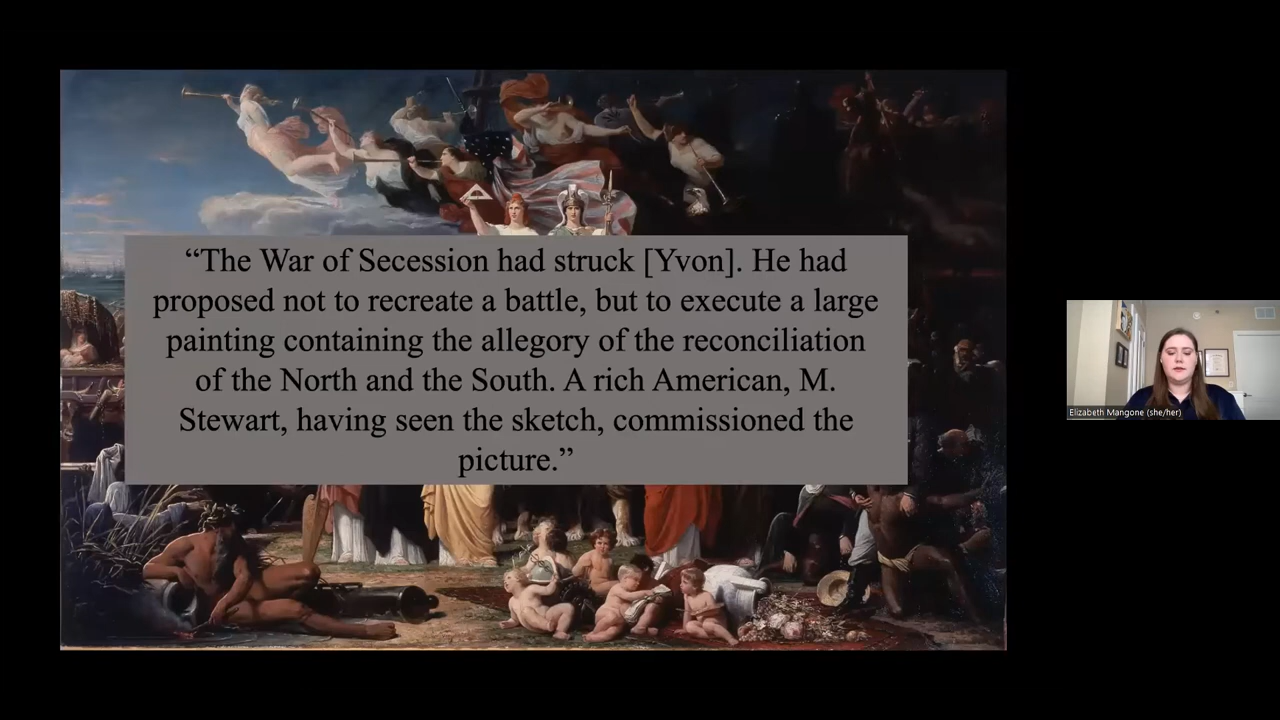 “The War of Secession had struck [Yvon]. He had
proposed not to recreate a battle, but to execute a large
painting containing the allegory of the reconciliation
of the North and the South. A rich American, M.
Stewart, having seen the sketch, commissioned the
picture.”
Elizabeth Mangone (she/her)